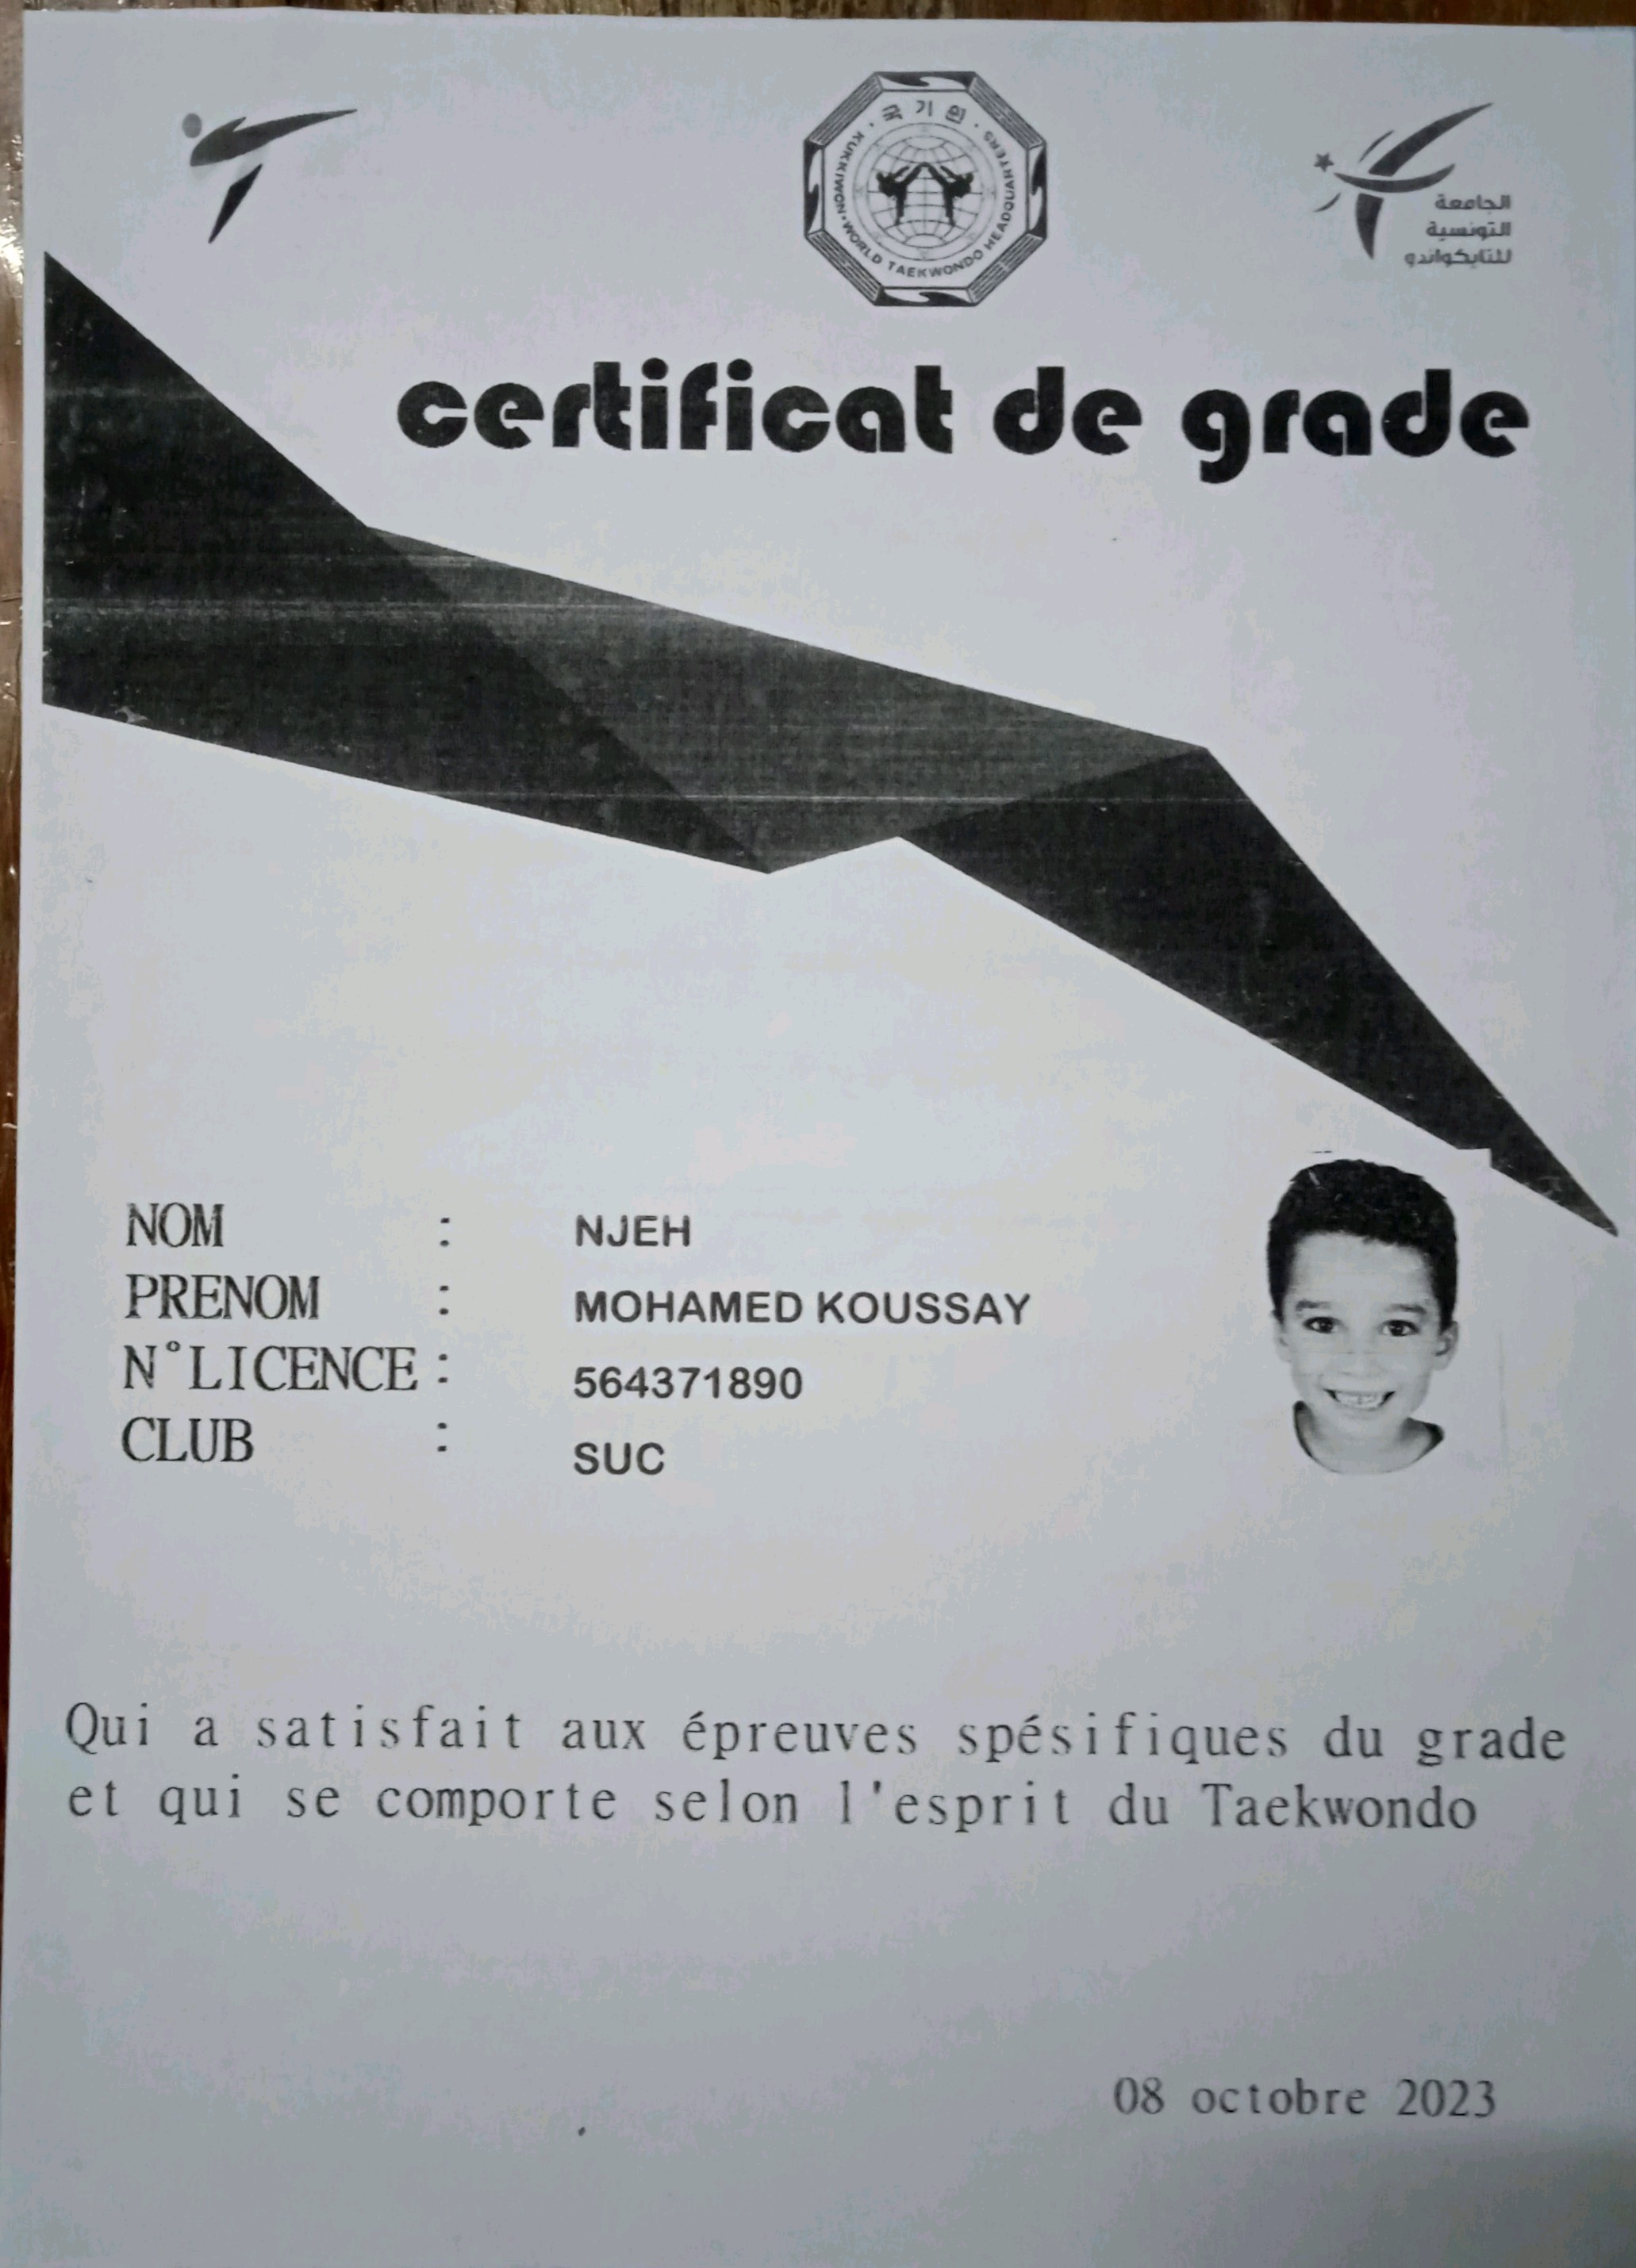 국기원
KUKKIWON · WORLD TAEKWONDO HEADQUARTERS
الجامعة
التونسية
للتايكواندو
certificat de grade
NOM : NJEH
PRENOM : MOHAMED KOUSSAY
N°LICENCE : 564371890
CLUB : SUC
Qui a satisfait aux épreuves spésifiques du grade
et qui se comporte selon l'esprit du Taekwondo
08 octobre 2023